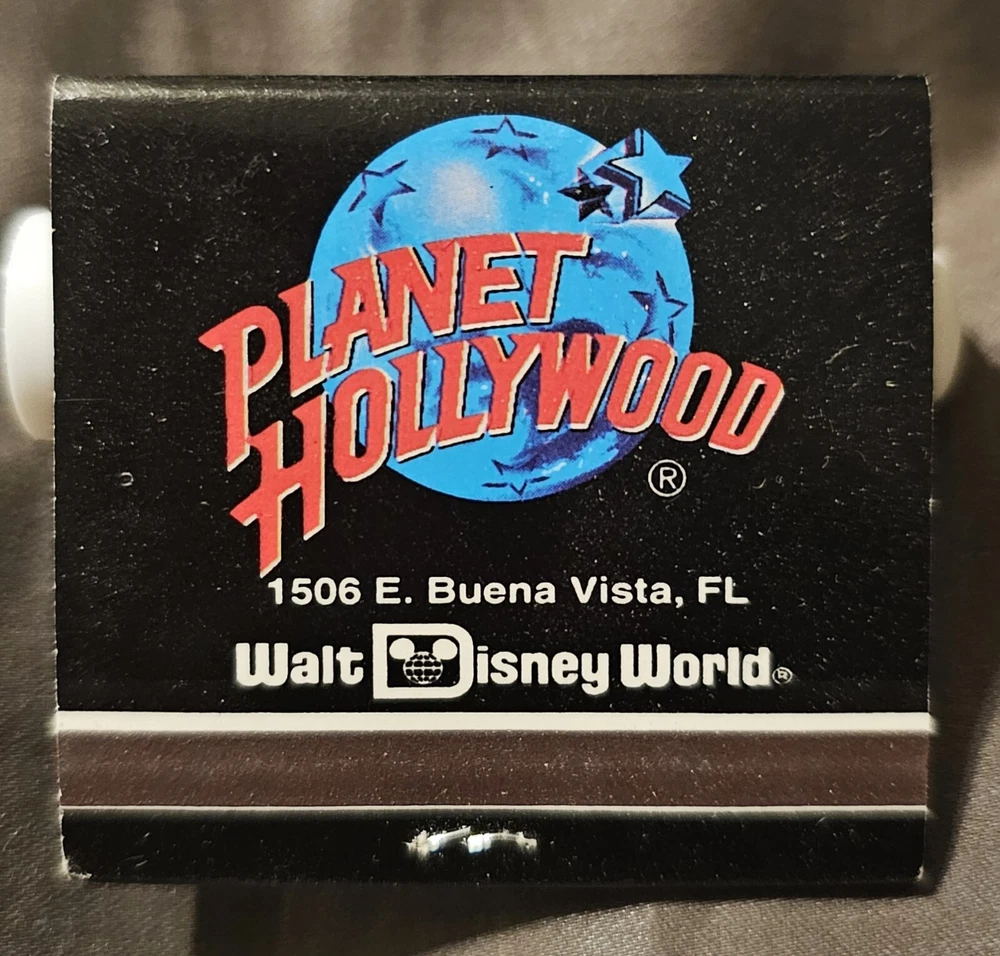 PLANET
HOLLYWOOD
®
1506 E. Buena Vista, FL
Walt Disney World®